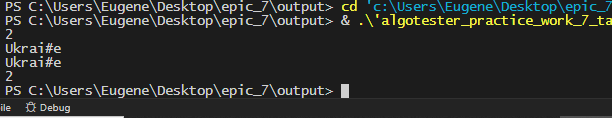 PS C:\Users\Eugene\Desktop\epic_7\output> cd 'c:\Users\Eugene\Desktop\epic_7
PS C:\Users\Eugene\Desktop\epic_7\output> & .\'algotester_practice_work_7_ta
2
Ukrai#e
Ukrai#e
2
PS C:\Users\Eugene\Desktop\epic_7\output>
ile Debug